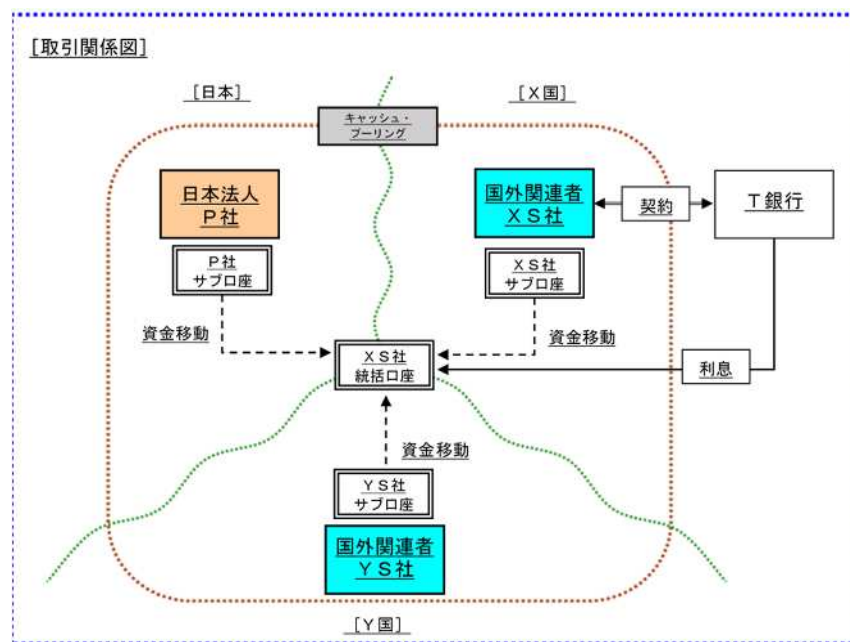 [取引関係図]
[日本]
[X国]
キャッシュ・
プーリング
日本法人
P社
国外関連者
XS社
契約
T銀行
P社
サブ口座
XS社
サブ口座
資金移動
資金移動
XS社
統括口座
利息
資金移動
YS社
サブ口座
国外関連者
YS社
[Y国]